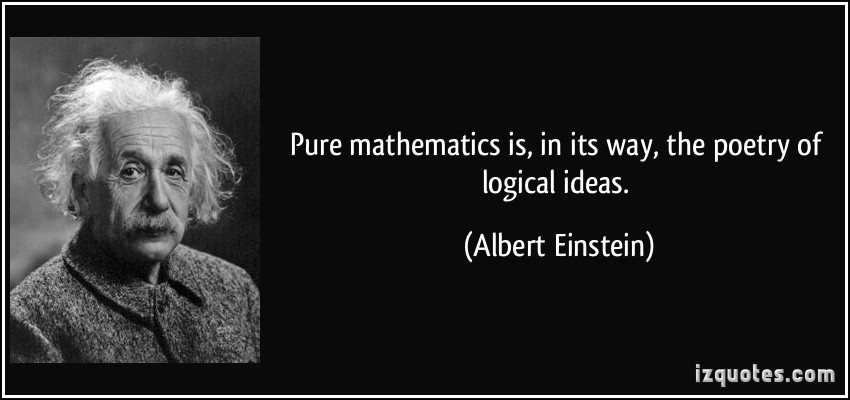 Pure mathematics is, in its way, the poetry of
logical ideas.
(Albert Einstein)
izquotes.com